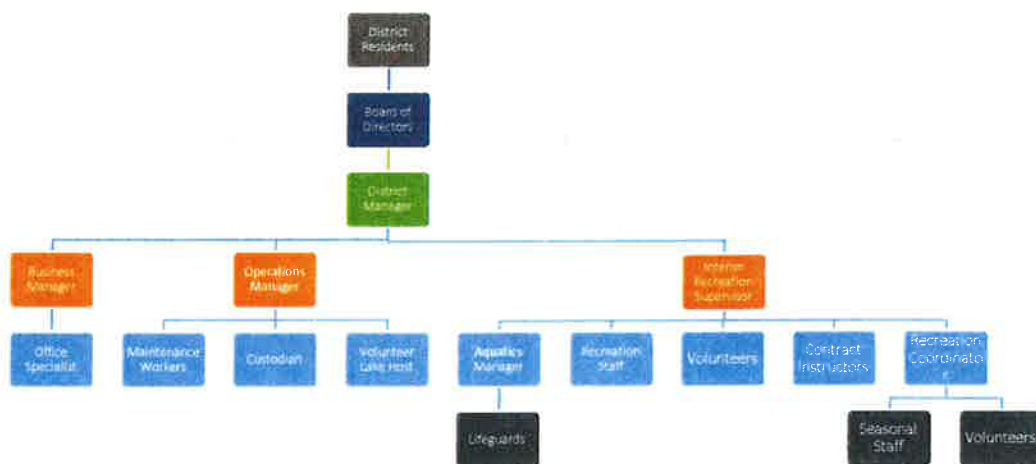 District
Residents
Board of
Directors
District
Manager
Business
Manager
Operations
Manager
Interim
Recreation
Supervisor
Office
Specialist
Maintenance
Workers
Custodian
Volunteer
Lake Host
Aquatics
Manager
Recreation
Staff
Volunteers
Contract
Instructors
Recreation
Coordinato
r
Lifeguards
Seasonal
Staff
Volunteers